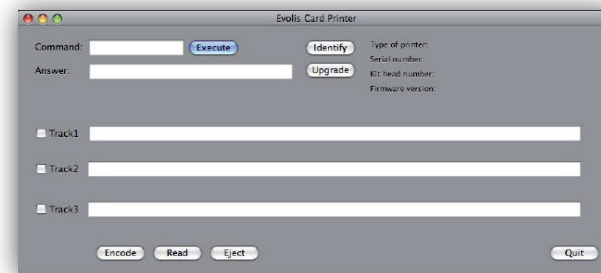 Evolis Card Printer
Command: Execute Identify Type of printer:
Serial number:
Answer: Upgrade Kit head number:
Firmware version:
Track1
Track2
Track3
Encode Read Eject Quit